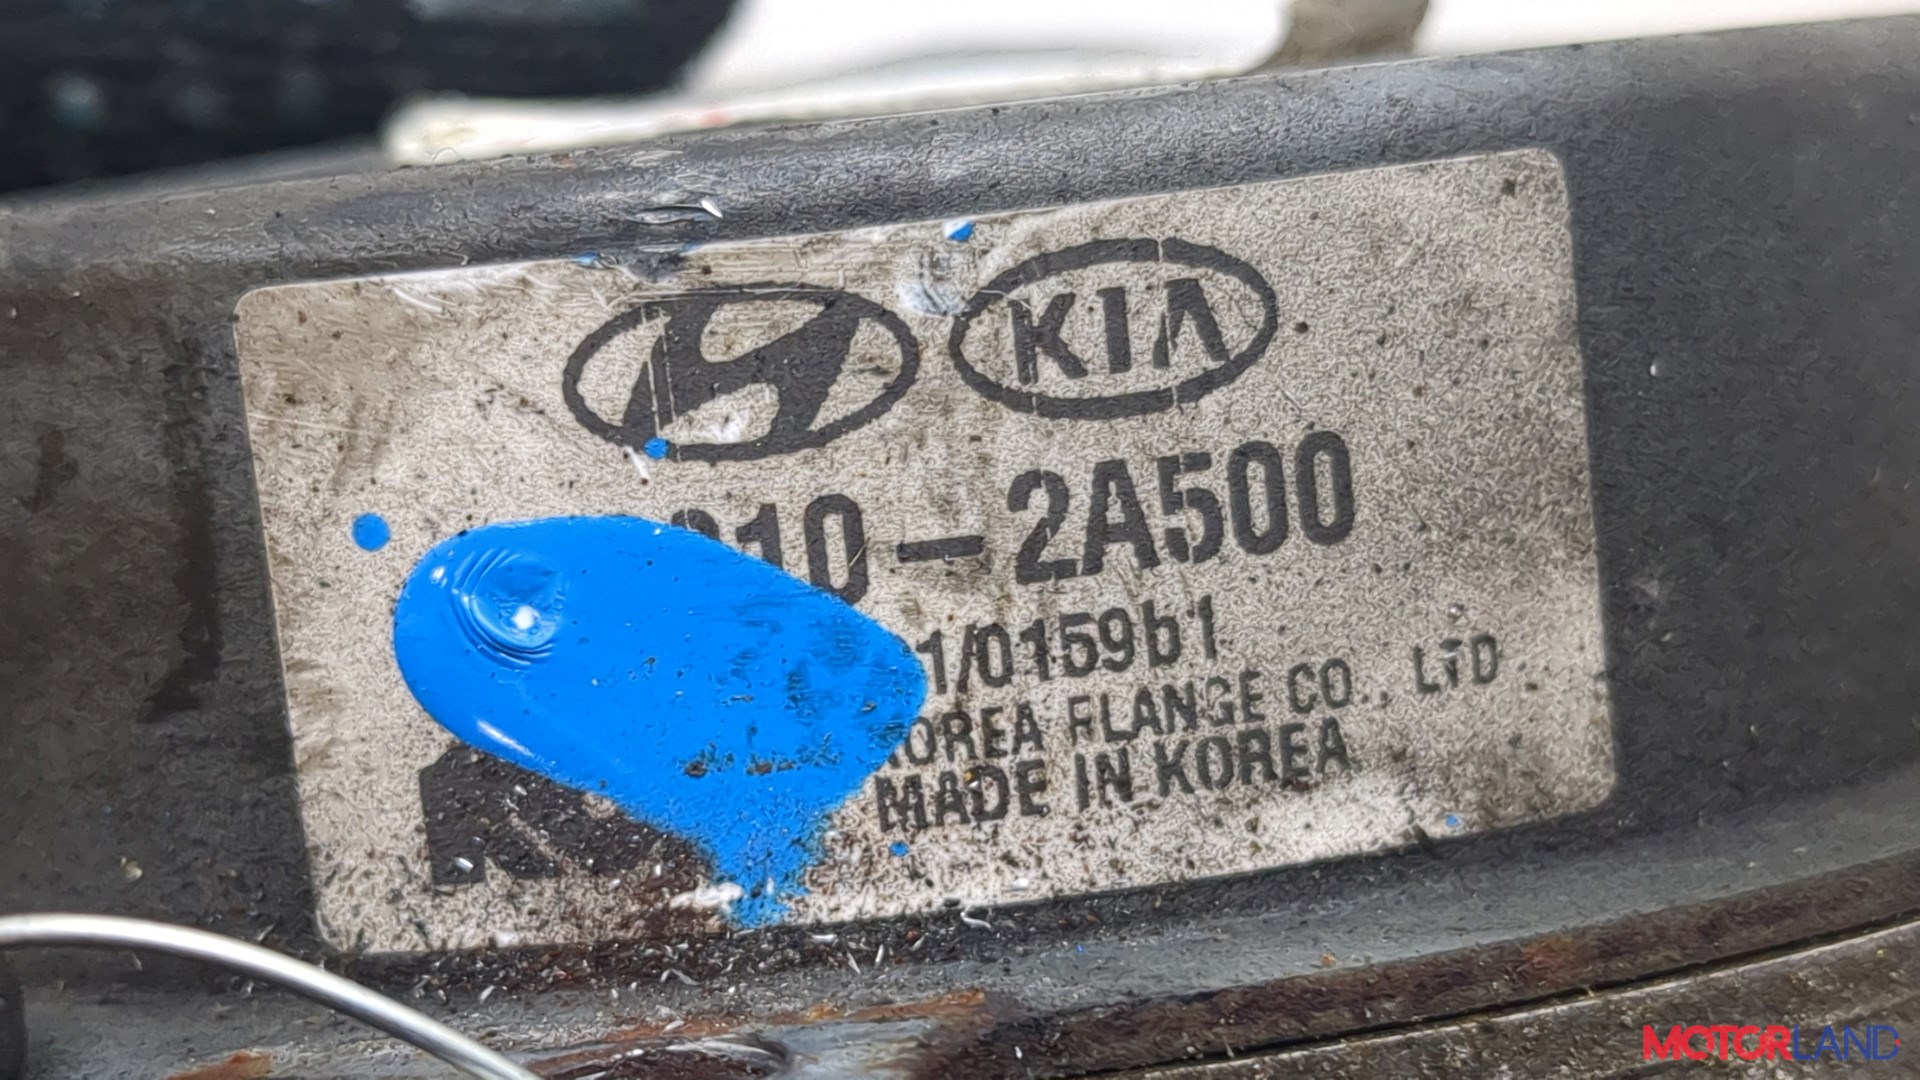 KIA
010-2A500
1/0159b1
KOREA FLANGE CO., LTD
MADE IN KOREA
MOTORLAND